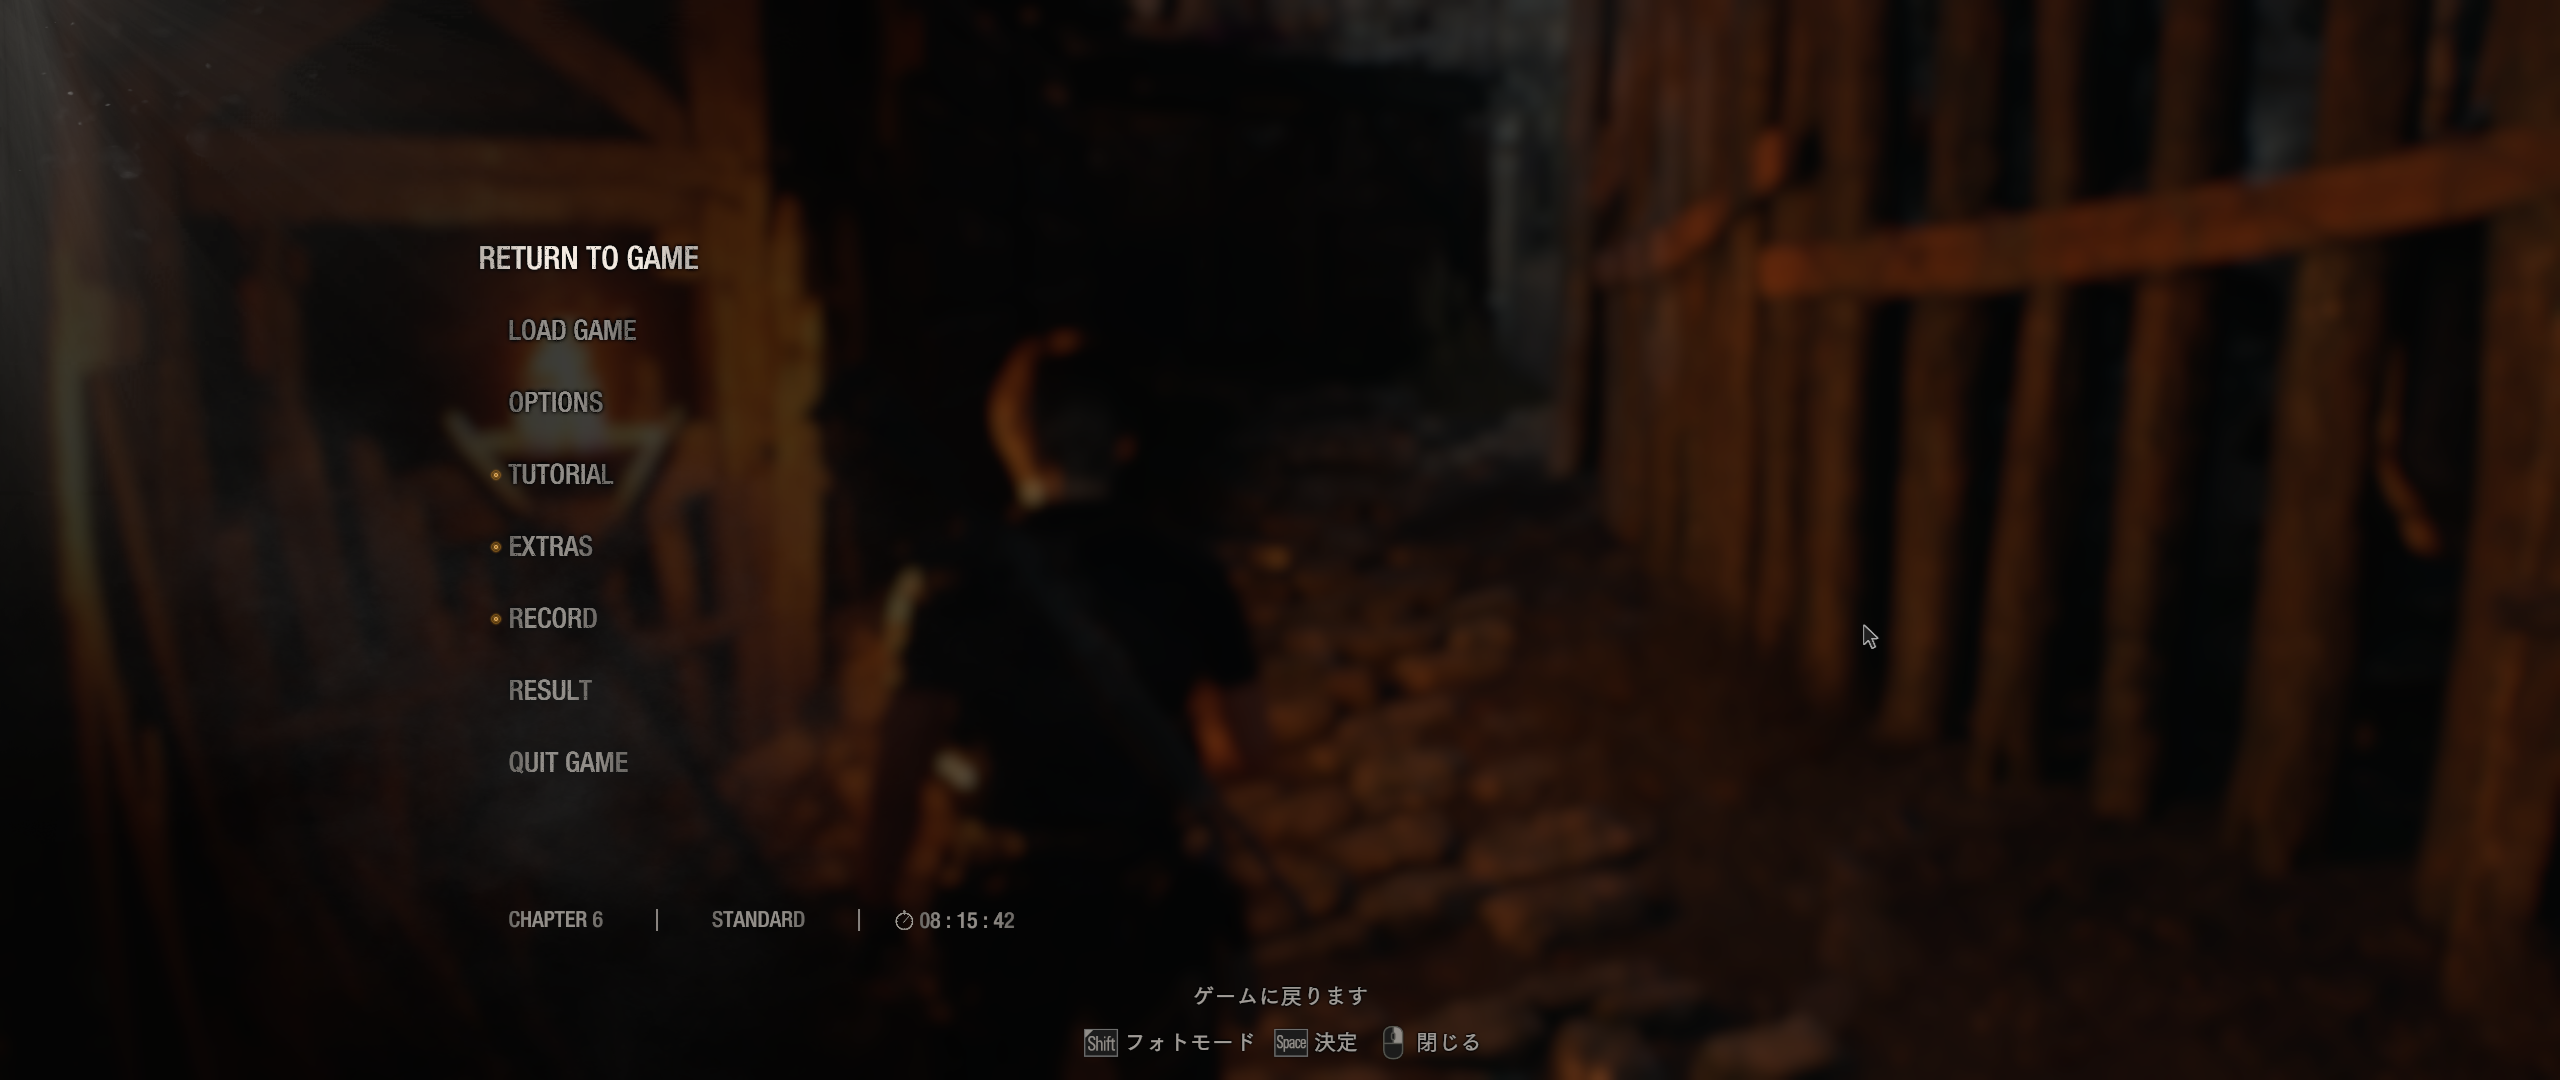 RETURN TO GAME
LOAD GAME
OPTIONS
TUTORIAL
EXTRAS
RECORD
RESULT
QUIT GAME
CHAPTER 6 | STANDARD | 08 : 15 : 42
ゲームに戻ります
Shift フォトモード Space 決定 閉じる